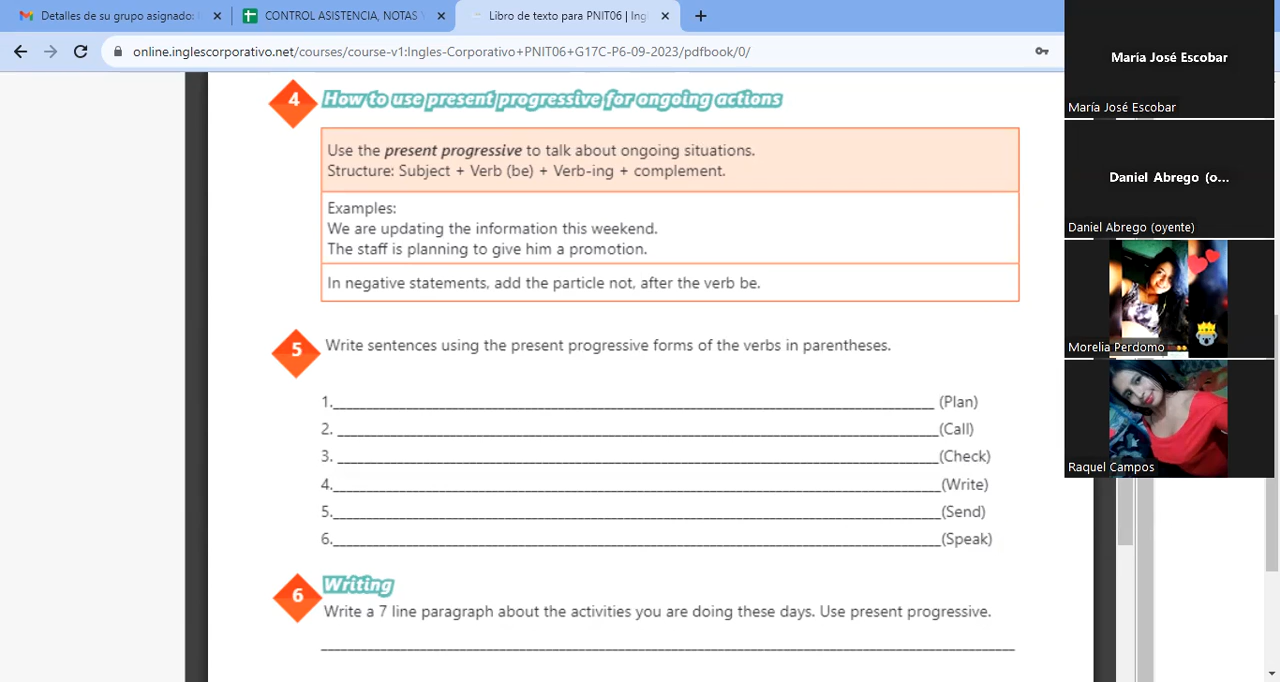 Detalles de su grupo asignado:
CONTROL ASISTENCIA, NOTAS
Libro de texto para PNIT06 | Ing
online.inglescorporativo.net/courses/course-v1:Ingles-Corporativo+PNIT06+G17C-P6-09-2023/pdfbook/0/
4 How to use present progressive for ongoing actions
Use the present progressive to talk about ongoing situations.
Structure: Subject + Verb (be) + Verb-ing + complement.
Examples:
We are updating the information this weekend.
The staff is planning to give him a promotion.
In negative statements, add the particle not, after the verb be.
5 Write sentences using the present progressive forms of the verbs in parentheses.
1.______ (Plan)
2. ______(Call)
3. ______(Check)
4.______(Write)
5.______(Send)
6.______(Speak)
6 Writing
Write a 7 line paragraph about the activities you are doing these days. Use present progressive.
María José Escobar
María José Escobar
Daniel Abrego (o...
Daniel Abrego (oyente)
Morelia Perdomo
Raquel Campos